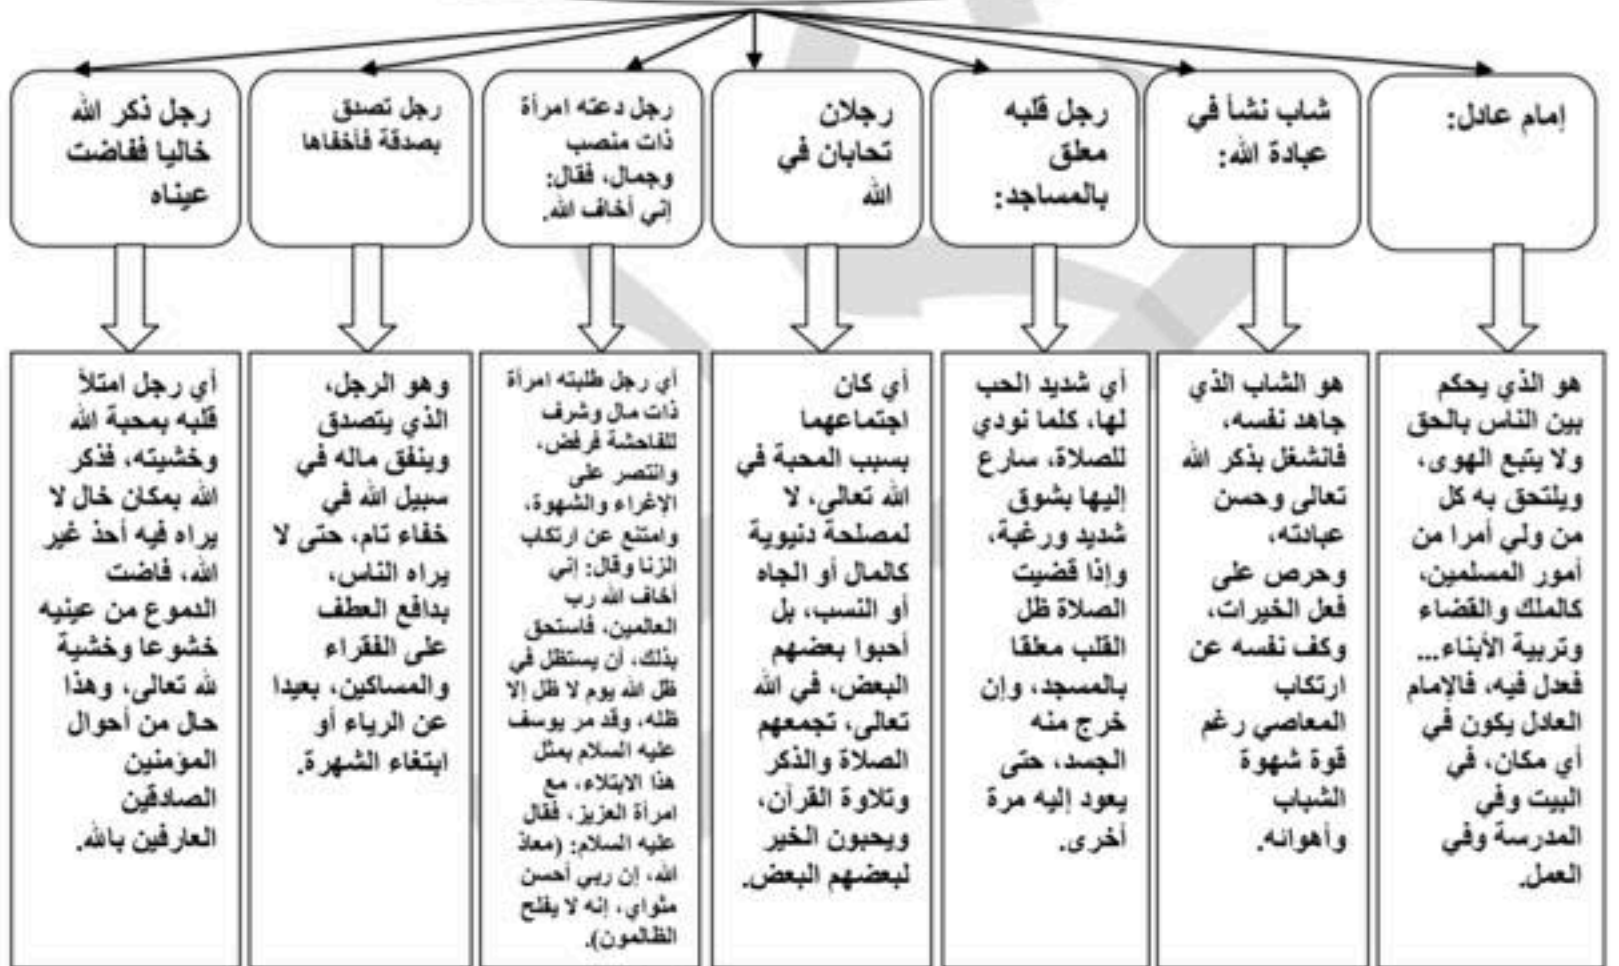 إمام عادل:
شاب نشأ في
عبادة الله:
رجل قلبه
معلق
بالمساجد:
رجلان
تحابان في
الله
رجل دعته امرأة
ذات منصب
وجمال، فقال:
إني أخاف الله.
رجل تصدق
بصدقة فأخفاها
رجل ذكر الله
خاليا ففاضت
عيناه
هو الذي يحكم
بين الناس بالحق
ولا يتبع الهوى،
ويلتحق به كل
من ولي أمرا من
أمور المسلمين،
كالملك والقضاء
وتربية الأبناء...
فعدل فيه، فالإمام
العادل يكون في
أي مكان، في
البيت وفي
المدرسة وفي
العمل.
هو الشاب الذي
جاهد نفسه،
فانشغل بذكر الله
تعالى وحسن
عبادته،
وحرص على
فعل الخيرات،
وكف نفسه عن
ارتكاب
المعاصي رغم
قوة شهوة
الشباب
وأهوائه.
أي شديد الحب
لها، كلما نودي
للصلاة، سارع
إليها بشوق
شديد ورغبة،
وإذا قضيت
الصلاة ظل
القلب معلقا
بالمسجد، وإن
خرج منه
الجسد، حتى
يعود إليه مرة
أخرى.
أي كان
اجتماعهما
بسبب المحبة في
الله تعالى، لا
لمصلحة دنيوية
كالمال أو الجاه
أو النسب، بل
أحبوا بعضهم
البعض، في الله
تعالى، تجمعهم
الصلاة والذكر
وتلاوة القرآن،
ويحبون الخير
لبعضهم البعض.
أي رجل طلبته امرأة
ذات مال وشرف
للفاحشة فرفض،
وانتصر على
الإغراء والشهوة،
وامتنع عن ارتكاب
الزنا وقال: إني
أخاف الله رب
العالمين، فاستحق
بذلك، أن يستظل في
ظل الله يوم لا ظل إلا
ظله، وقد مر يوسف
عليه السلام بمثل
هذا الابتلاء، مع
امرأة العزيز، فقال
عليه السلام: (معاذ
الله، إن ربي أحسن
مثواي، إنه لا يفلح
الظالمون).
وهو الرجل،
الذي يتصدق
وينفق ماله في
سبيل الله في
خفاء تام، حتى لا
يراه الناس،
بدافع العطف
على الفقراء
والمساكين، بعيدا
عن الرياء أو
ابتغاء الشهرة.
أي رجل امتلأ
قلبه بمحبة الله
وخشيته، فذكر
الله بمكان خال لا
يراه فيه أحذ غير
الله، فاضت
الدموع من عينيه
خشوعا وخشية
لله تعالى، وهذا
حال من أحوال
المؤمنين
الصادقين
العارفين بالله.